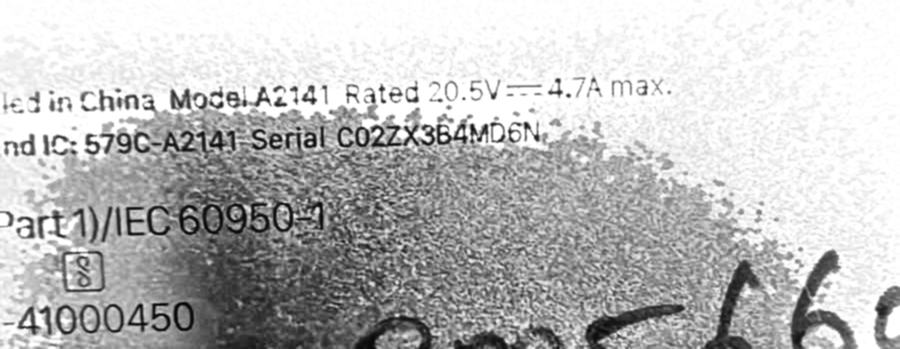 led in China Model A2141 Rated 20.5V⎓4.7A max.
nd IC: 579C-A2141 Serial C02ZX3B4MD6N
Part 1)/IEC 60950-1
-41000450